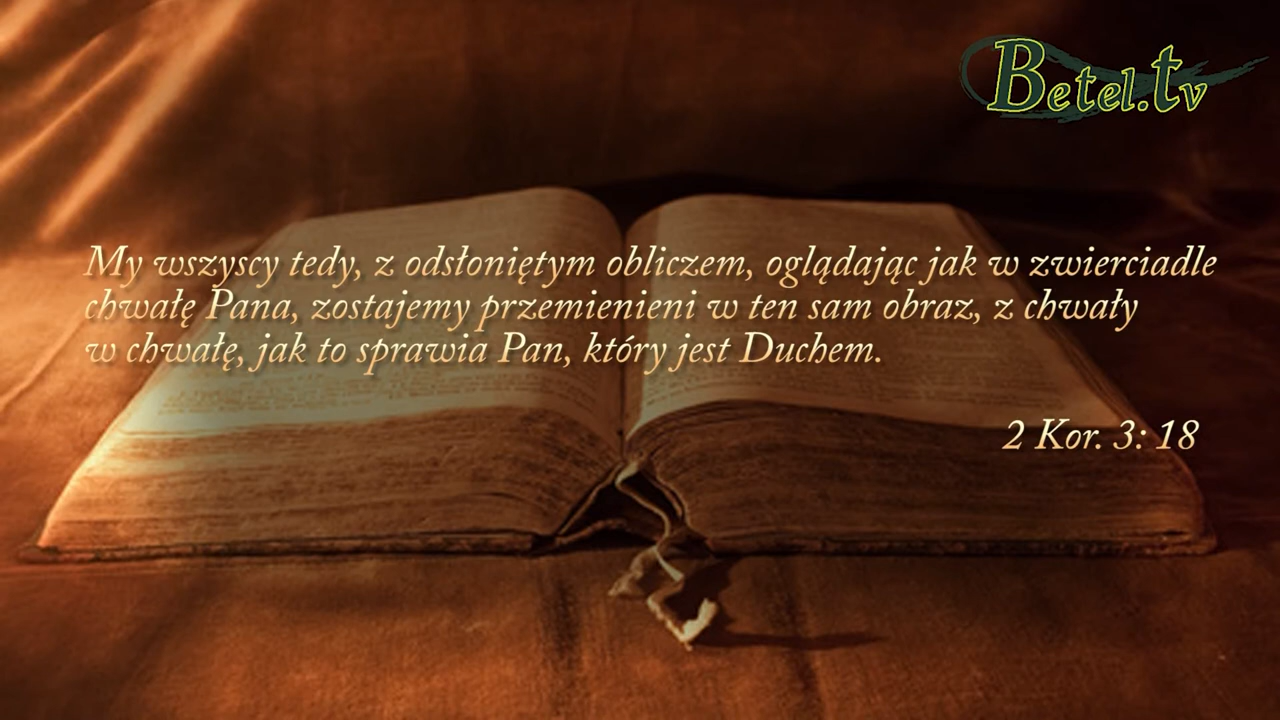 Betel.tv
My wszyscy tedy, z odsłoniętym obliczem, oglądając jak w zwierciadle
chwałę Pana, zostajemy przemienieni w ten sam obraz, z chwały
w chwałę, jak to sprawia Pan, który jest Duchem.
2 Kor. 3: 18